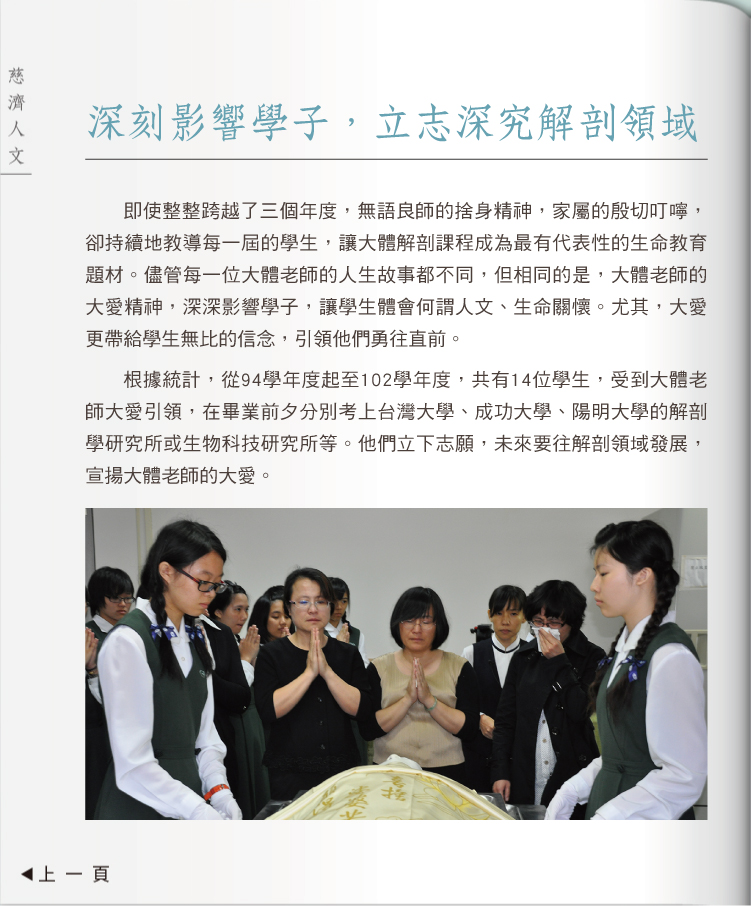 慈濟人文
深刻影響學子，立志深究解剖領域
即使整整跨越了三個年度，無語良師的捨身精神，家屬的殷切叮嚀，
卻持續地教導每一屆的學生，讓大體解剖課程成為最有代表性的生命教育
題材。儘管每一位大體老師的人生故事都不同，但相同的是，大體老師的
大愛精神，深深影響學子，讓學生體會何謂人文、生命關懷。尤其，大愛
更帶給學生無比的信念，引領他們勇往直前。
根據統計，從94學年度起至102學年度，共有14位學生，受到大體老
師大愛引領，在畢業前夕分別考上台灣大學、成功大學、陽明大學的解剖
學研究所或生物科技研究所等。他們立下志願，未來要往解剖領域發展，
宣揚大體老師的大愛。
◀上一頁